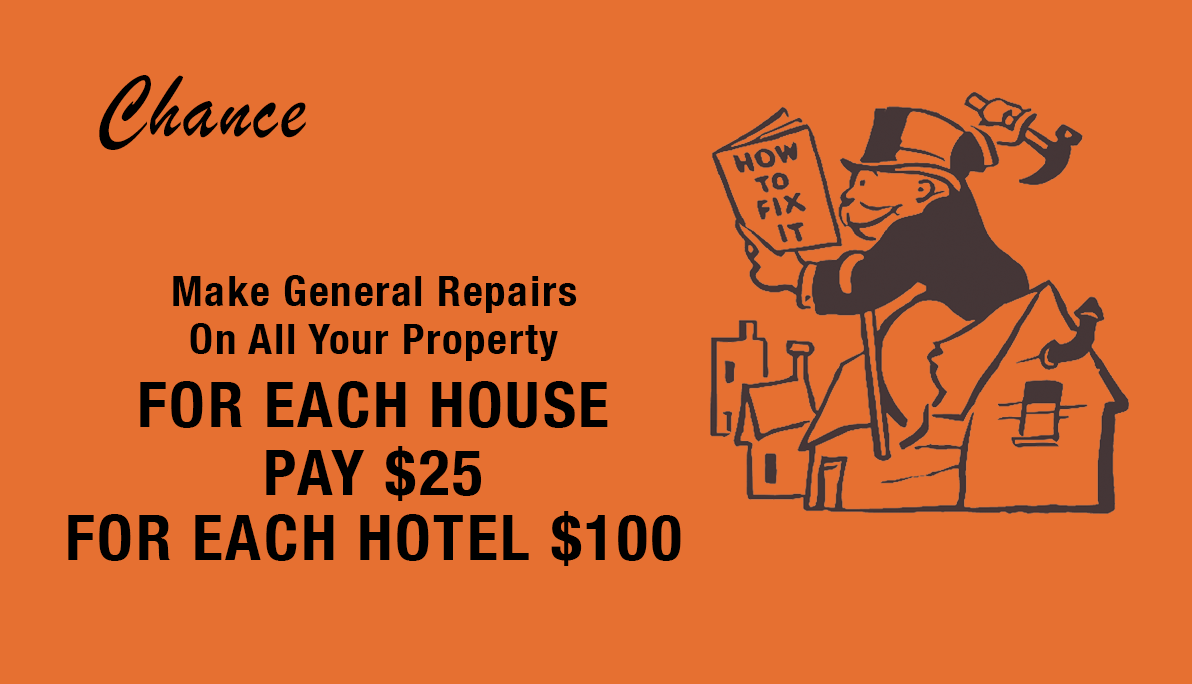 Chance
Make General Repairs
On All Your Property
FOR EACH HOUSE
PAY $25
FOR EACH HOTEL $100
HOW
TO
FIX
IT